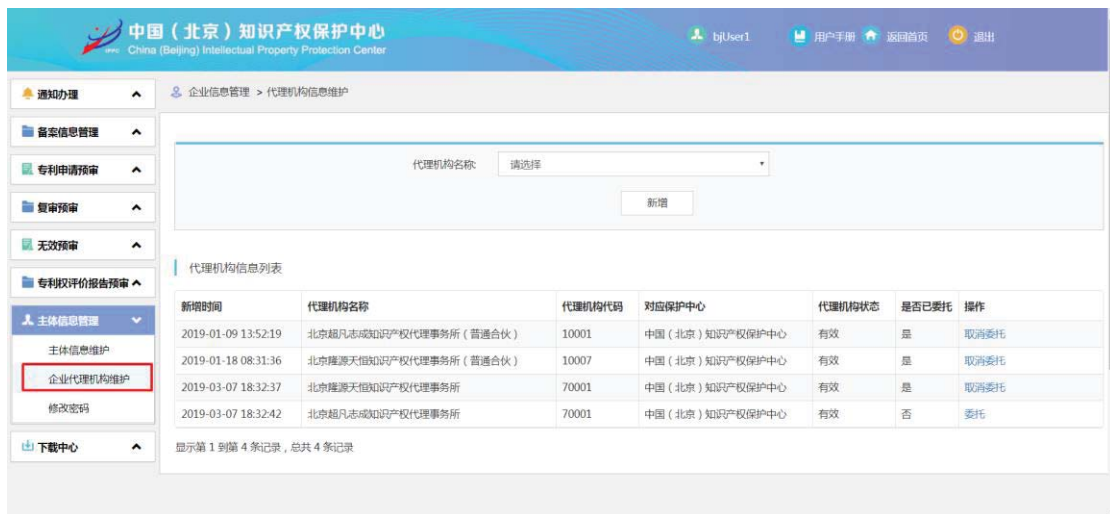 中国（北京）知识产权保护中心
China (Beijing) Intellectual Property Protection Center
bjUser1 用户手册 返回首页 退出
通知办理
备案信息管理
专利申请预审
复审预审
无效预审
专利权评价报告预审
主体信息管理
主体信息维护
企业代理机构维护
修改密码
下载中心
企业信息管理 > 代理机构信息维护
代理机构名称: 请选择
新增
代理机构信息列表
新增时间 代理机构名称 代理机构代码 对应保护中心 代理机构状态 是否已委托 操作
2019-01-09 13:52:19 北京超凡志成知识产权代理事务所（普通合伙） 10001 中国（北京）知识产权保护中心 有效 是 取消委托
2019-01-18 08:31:36 北京隆源天恒知识产权代理事务所（普通合伙） 10007 中国（北京）知识产权保护中心 有效 是 取消委托
2019-03-07 18:32:37 北京隆源天恒知识产权代理事务所 70001 中国（北京）知识产权保护中心 有效 是 取消委托
2019-03-07 18:32:42 北京超凡志成知识产权代理事务所 70001 中国（北京）知识产权保护中心 有效 否 委托
显示第 1 到第 4 条记录，总共 4 条记录